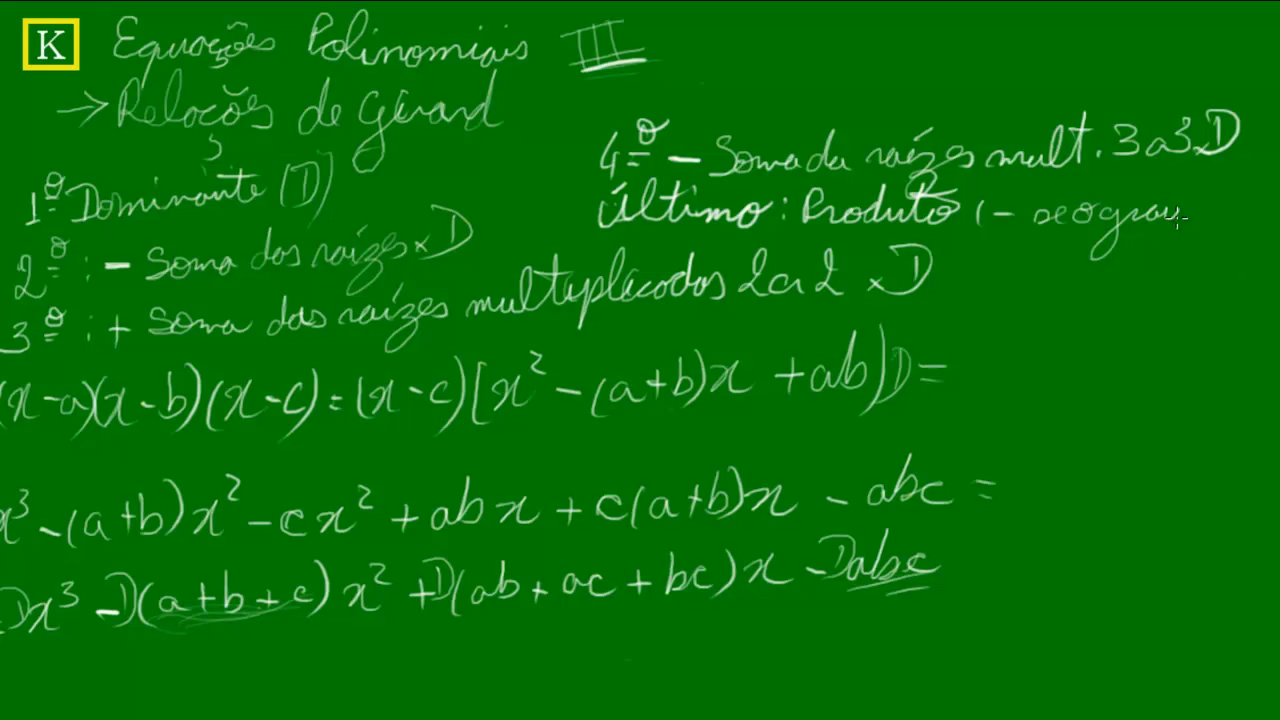 K
Equações Polinomiais III
→ Relações de Girard
1º Dominante (D)
2º : - Soma das raízes x D
3º : + Soma das raízes multiplicadas 2 a 2 x D
4º - Soma da raízes mult. 3 a 3 x D
Último : Produto (- se o grau
(x-a)(x-b)(x-c) = (x-c)[x² - (a+b)x + ab]D =
x³ - (a+b)x² - cx² + abx + c(a+b)x - abc =
Dx³ - D(a+b+c)x² + D(ab+ac+bc)x - Dabc